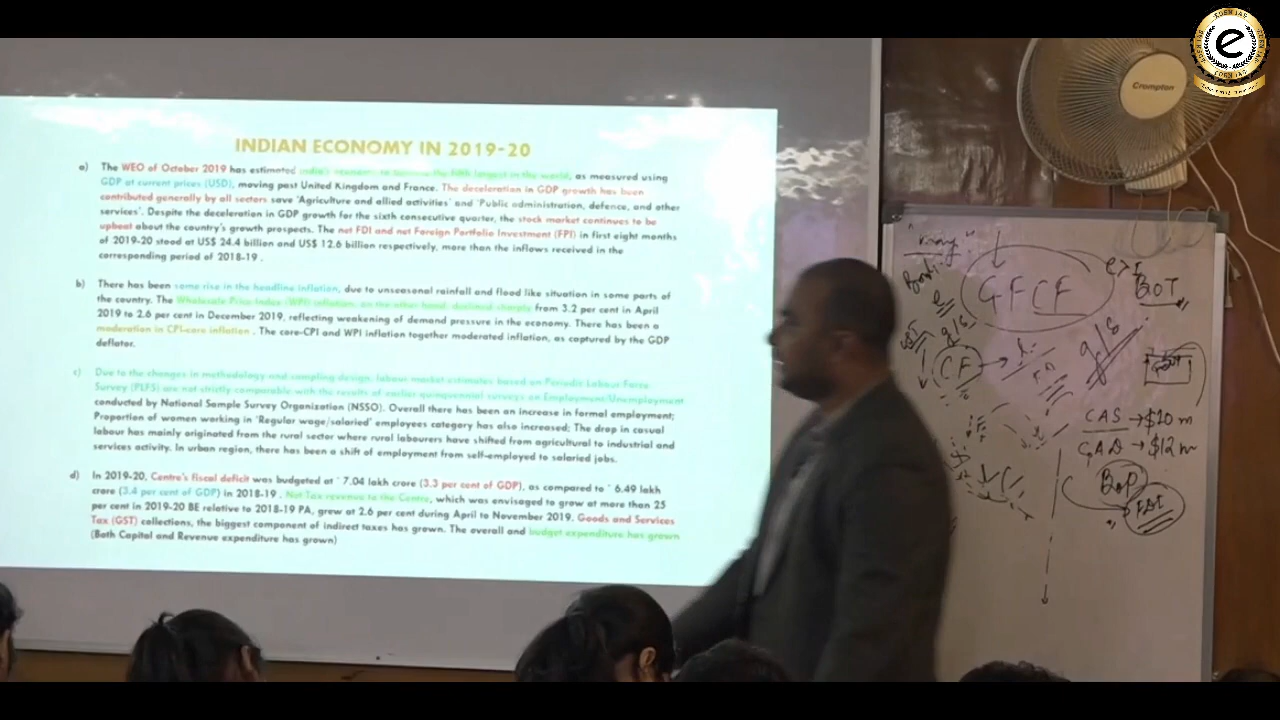 INDIAN ECONOMY IN 2019-20
a) The WEO of October 2019 has estimated India's economy to become the fifth largest in the world, as measured using
GDP at current prices (USD), moving past United Kingdom and France. The deceleration in GDP growth has been
contributed generally by all sectors save 'Agriculture and allied activities' and 'Public administration, defence, and other
services'. Despite the deceleration in GDP growth for the sixth consecutive quarter, the stock market continues to be
upbeat about the country's growth prospects. The net FDI and net Foreign Portfolio Investment (FPI) in first eight months
of 2019-20 stood at US$ 24.4 billion and US$ 12.6 billion respectively, more than the inflows received in the
corresponding period of 2018-19 .
b) There has been some rise in the headline inflation, due to unseasonal rainfall and flood like situation in some parts of
the country. The Wholesale Price Index (WPI) inflation, on the other hand, declined sharply from 3.2 per cent in April
2019 to 2.6 per cent in December 2019, reflecting weakening of demand pressure in the economy. There has been a
moderation in CPI-core inflation . The core-CPI and WPI inflation together moderated inflation, as captured by the GDP
deflator.
c) Due to the changes in methodology and sampling design, labour market estimates based on Periodic Labour Force
Survey (PLFS) are not strictly comparable with the results of earlier quinquennial surveys on Employment/Unemployment
conducted by National Sample Survey Organization (NSSO). Overall there has been an increase in formal employment;
Proportion of women working in 'Regular wage/salaried' employees category has also increased; The drop in casual
labour has mainly originated from the rural sector where rural labourers have shifted from agricultural to industrial and
services activity. In urban region, there has been a shift of employment from self-employed to salaried jobs.
d) In 2019-20, Centre's fiscal deficit was budgeted at ` 7.04 lakh crore (3.3 per cent of GDP), as compared to ` 6.49 lakh
crore (3.4 per cent of GDP) in 2018-19 . Net Tax revenue to the Centre, which was envisaged to grow at more than 25
per cent in 2019-20 BE relative to 2018-19 PA, grew at 2.6 per cent during April to November 2019. Goods and Services
Tax (GST) collections, the biggest component of indirect taxes has grown. The overall and budget expenditure has grown
(Both Capital and Revenue expenditure has grown)
Crompton
e
EDEN IAS
GFCF
BOT
g/s
CF
CAS → $20 m
CAD → $12 m
BoP
FDI